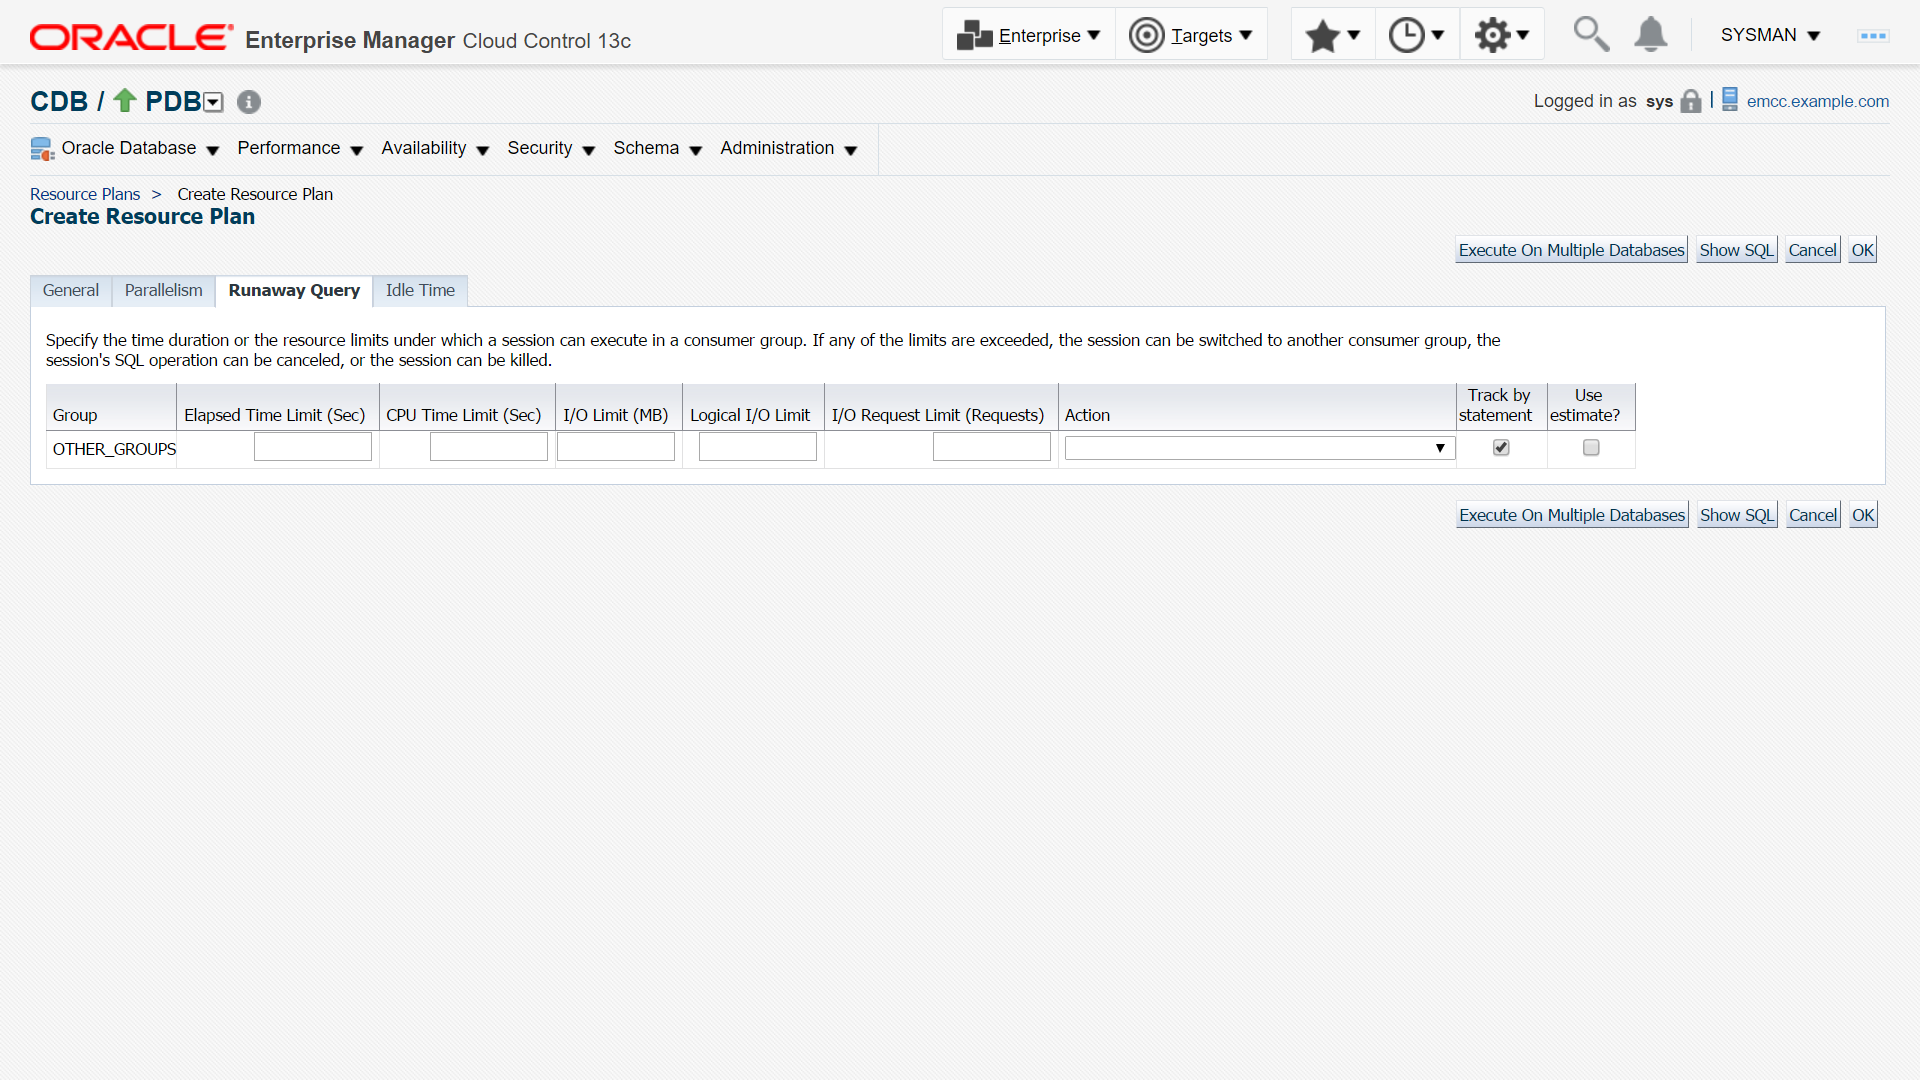 ORACLE Enterprise Manager Cloud Control 13c Enterprise Targets SYSMAN
CDB / PDB Logged in as sys emcc.example.com
Oracle Database Performance Availability Security Schema Administration
Resource Plans > Create Resource Plan
Create Resource Plan
Execute On Multiple Databases Show SQL Cancel OK
General Parallelism Runaway Query Idle Time
Specify the time duration or the resource limits under which a session can execute in a consumer group. If any of the limits are exceeded, the session can be switched to another consumer group, the
session's SQL operation can be canceled, or the session can be killed.
Group Elapsed Time Limit (Sec) CPU Time Limit (Sec) I/O Limit (MB) Logical I/O Limit I/O Request Limit (Requests) Action Track by statement Use estimate?
OTHER_GROUPS
Execute On Multiple Databases Show SQL Cancel OK